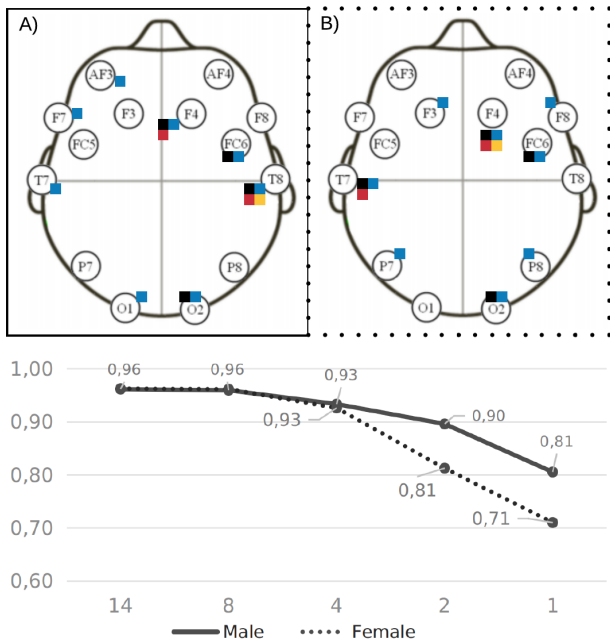 A)
B)
AF3 AF4
AF3 AF4
F7 F3 F4 F8
F7 F3 F4 F8
FC5 FC6
FC5 FC6
T7 T8
T7 T8
P7 P8
P7 P8
O1 O2
O1 O2
1,00
0,90
0,80
0,70
0,60
0,96 0,96 0,93
0,93 0,90 0,81
0,81 0,71
14 8 4 2 1
Male Female